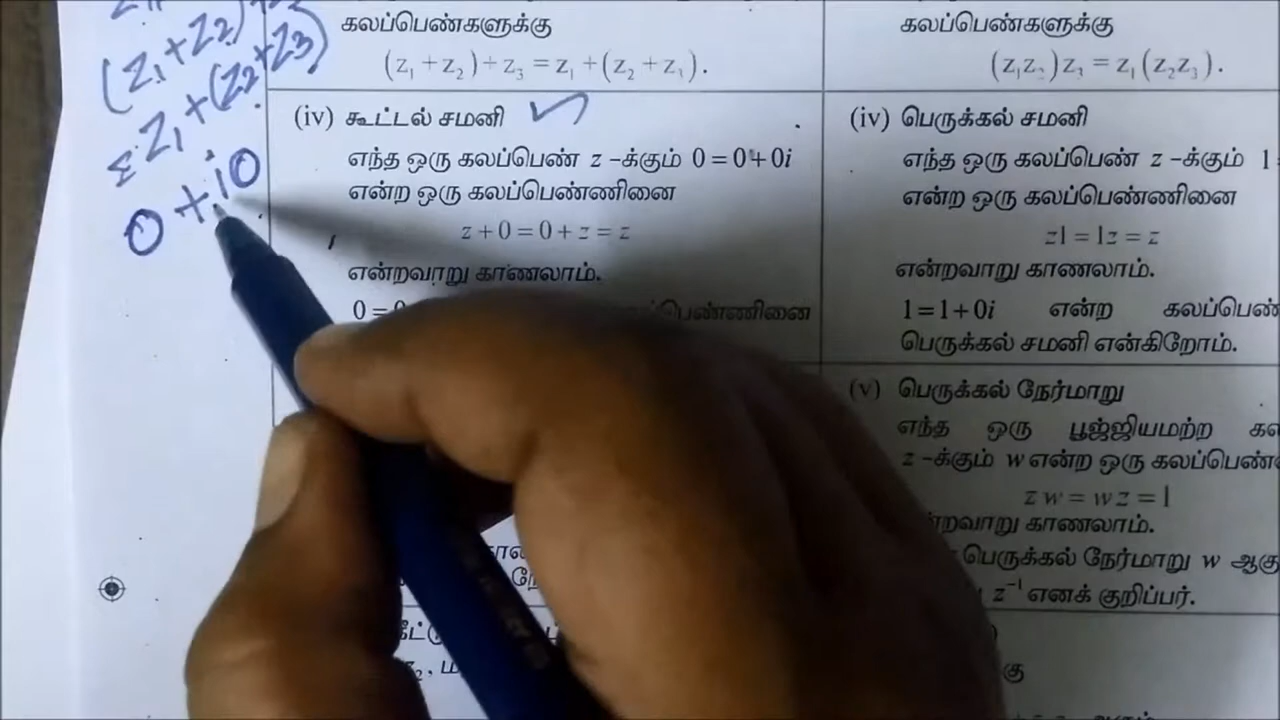 கலப்பெண்களுக்கு
(z₁ + z₂) + z₃ = z₁ + (z₂ + z₃).
(iv) கூட்டல் சமனி
எந்த ஒரு கலப்பெண் z -க்கும் 0 = 0 + 0i
என்ற ஒரு கலப்பெண்ணினை
z + 0 = 0 + z = z
என்றவாறு காணலாம்.
0 =
கலப்பெண்களுக்கு
(z₁z₂)z₃ = z₁(z₂z₃).
(iv) பெருக்கல் சமனி
எந்த ஒரு கலப்பெண் z -க்கும் 1
என்ற ஒரு கலப்பெண்ணினை
z1 = 1z = z
என்றவாறு காணலாம்.
1 = 1 + 0i என்ற
பெருக்கல் சமனி என்கிறோம்.
(v) பெருக்கல் நேர்மாறு
எந்த ஒரு பூஜ்ஜியமற்ற
z -க்கும் w என்ற ஒரு
z w = w z = 1
காணலாம்.
பெருக்கல் நேர்மாறு w
z⁻¹ எனக் குறிப்பர்.
(z₁+z₂)
z₁+(z₂+z₃)
0 + i0